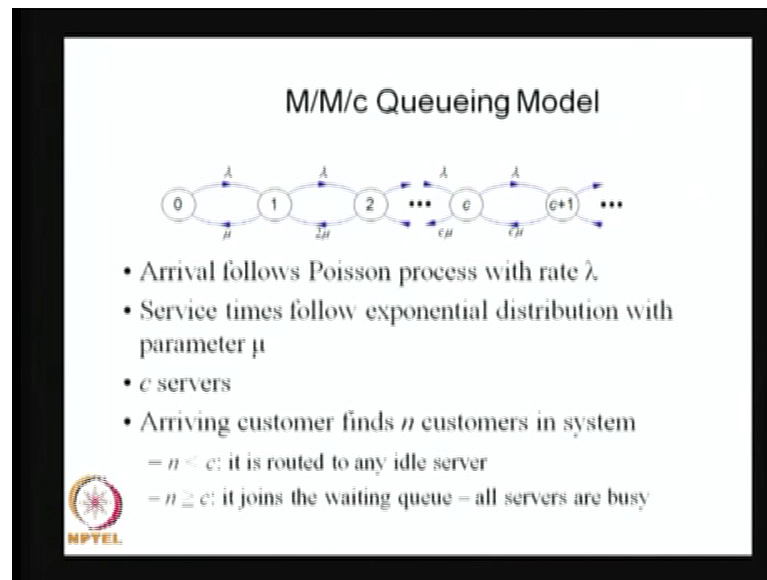 M/M/c Queueing Model
λ λ λ λ
0 1 2 ••• c c+1 •••
μ 2μ cμ cμ
• Arrival follows Poisson process with rate λ
• Service times follow exponential distribution with
parameter μ
• c servers
• Arriving customer finds n customers in system
– n < c: it is routed to any idle server
– n ≥ c: it joins the waiting queue – all servers are busy
NPTEL